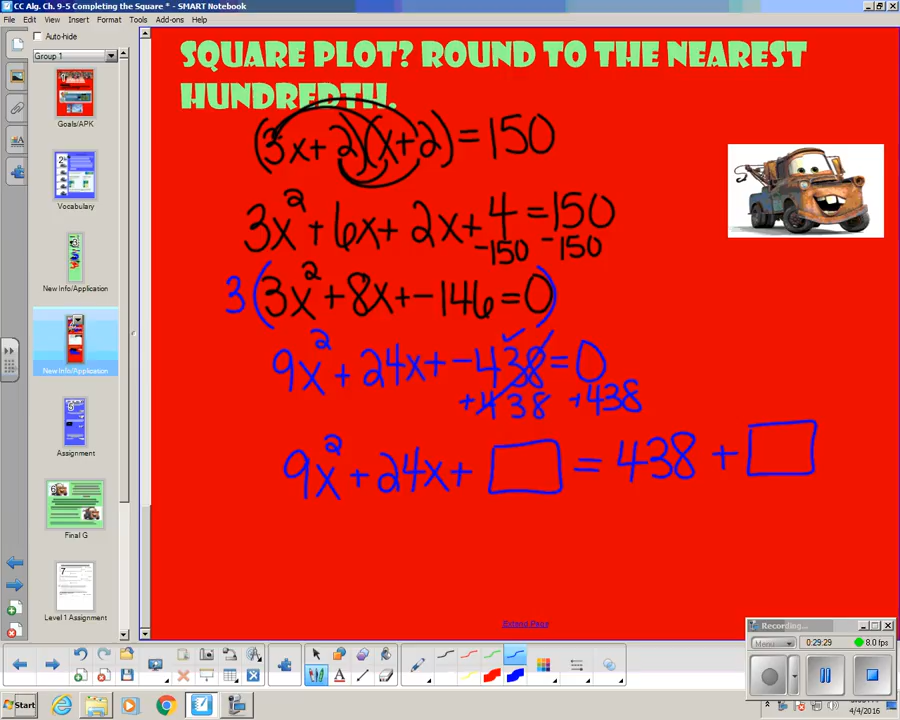 CC Alg. Ch. 9-5 Completing the Square * - SMART Notebook
File Edit View Insert Format Tools Add-ons Help
Auto-hide
Group 1
Goals/APK
Vocabulary
New Info/Application
New Info/Application
Assignment
Final G
Level 1 Assignment
SQUARE PLOT? ROUND TO THE NEAREST
HUNDREDTH.
(3x+2)(x+2)=150
3x²+6x+2x+4=150
-150 -150
3(3x²+8x+-146=0)
9x²+24x+-438=0
+438 +438
9x²+24x+□=438+□
Extend Page
Recording...
Menu
29:29
8.0 fps
Start
4/4/2016